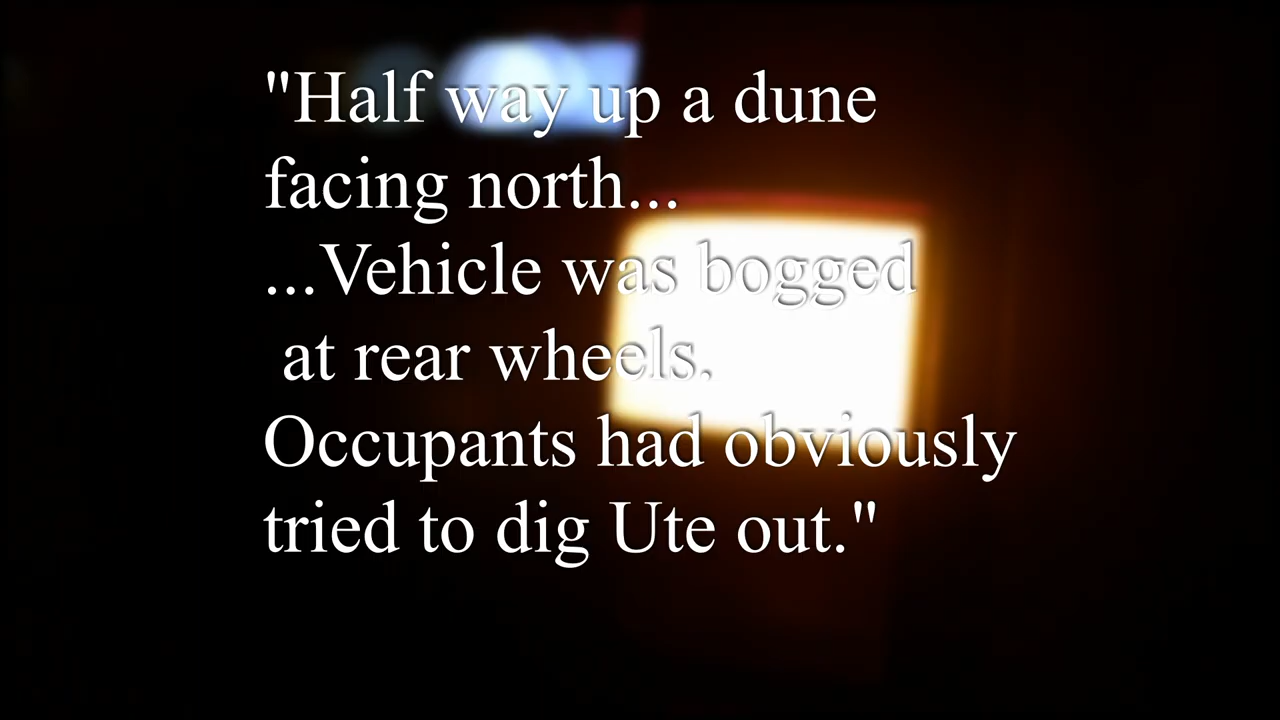 "Half way up a dune
facing north...
...Vehicle was bogged
at rear wheels.
Occupants had obviously
tried to dig Ute out."